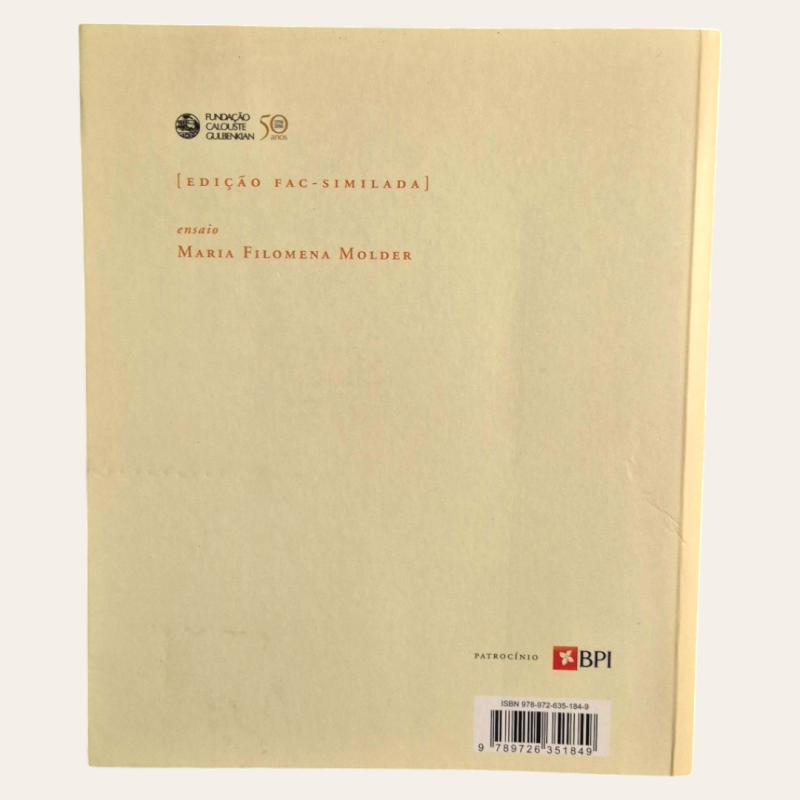 FUNDAÇÃO
CALOUSTE
GULBENKIAN
50
anos
[EDIÇÃO FAC-SIMILADA]
ensaio
MARIA FILOMENA MOLDER
PATROCÍNIO BPI
ISBN 978-972-635-184-9
9 789726 351849